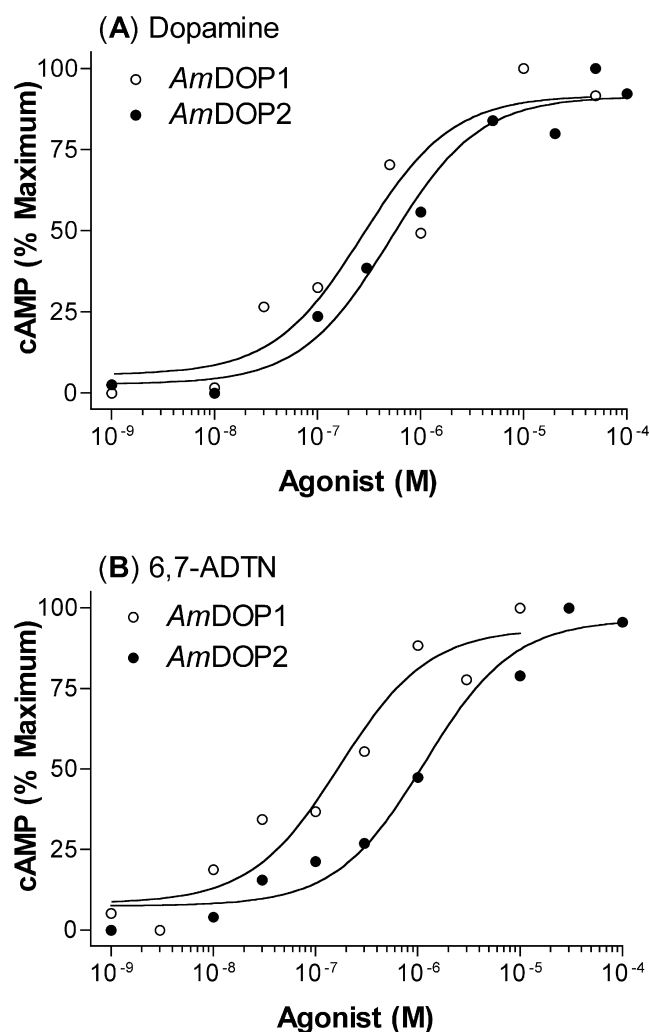 (A) Dopamine
AmDOP1
AmDOP2
cAMP (% Maximum)
100
75
50
25
0
10-9 10-8 10-7 10-6 10-5 10-4
Agonist (M)
(B) 6,7-ADTN
AmDOP1
AmDOP2
cAMP (% Maximum)
100
75
50
25
0
10-9 10-8 10-7 10-6 10-5 10-4
Agonist (M)